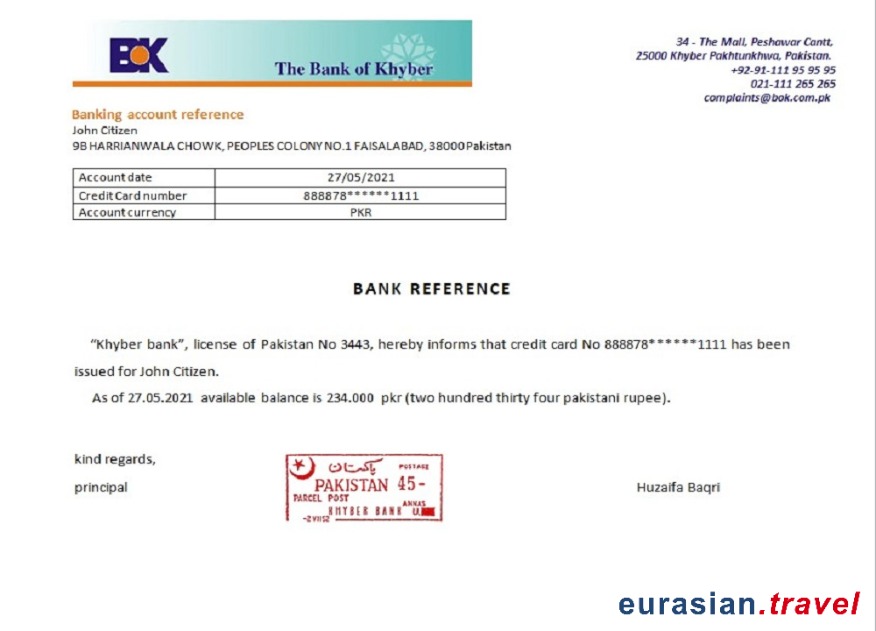 BOK
The Bank of Khyber
34 - The Mall, Peshawar Cantt,
25000 Khyber Pakhtunkhwa, Pakistan.
+92-91-111 95 95 95
021-111 265 265
complaints@bok.com.pk
Banking account reference
John Citizen
9B HARRIANWALA CHOWK, PEOPLES COLONY NO.1 FAISALABAD, 38000 Pakistan
Account date 27/05/2021
Credit Card number 888878******1111
Account currency PKR
BANK REFERENCE
“Khyber bank”, license of Pakistan No 3443, hereby informs that credit card No 888878******1111 has been
issued for John Citizen.
As of 27.05.2021 available balance is 234.000 pkr (two hundred thirty four pakistani rupee).
kind regards,
principal
پاکستان POSTAGE
PAKISTAN 45-
PARCEL POST
ANNAS
KHYBER BANK
Huzaifa Baqri
eurasian.travel